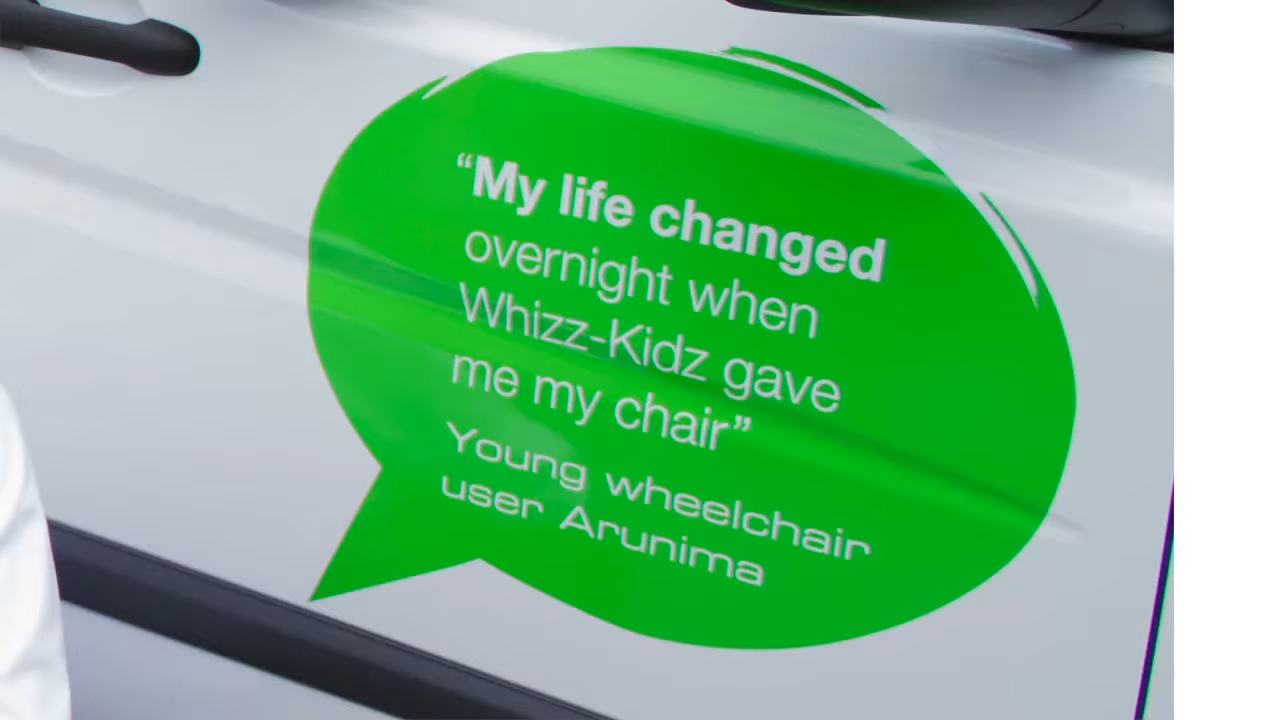 “My life changed
overnight when
Whizz-Kidz gave
me my chair”
Young wheelchair
user Arunima